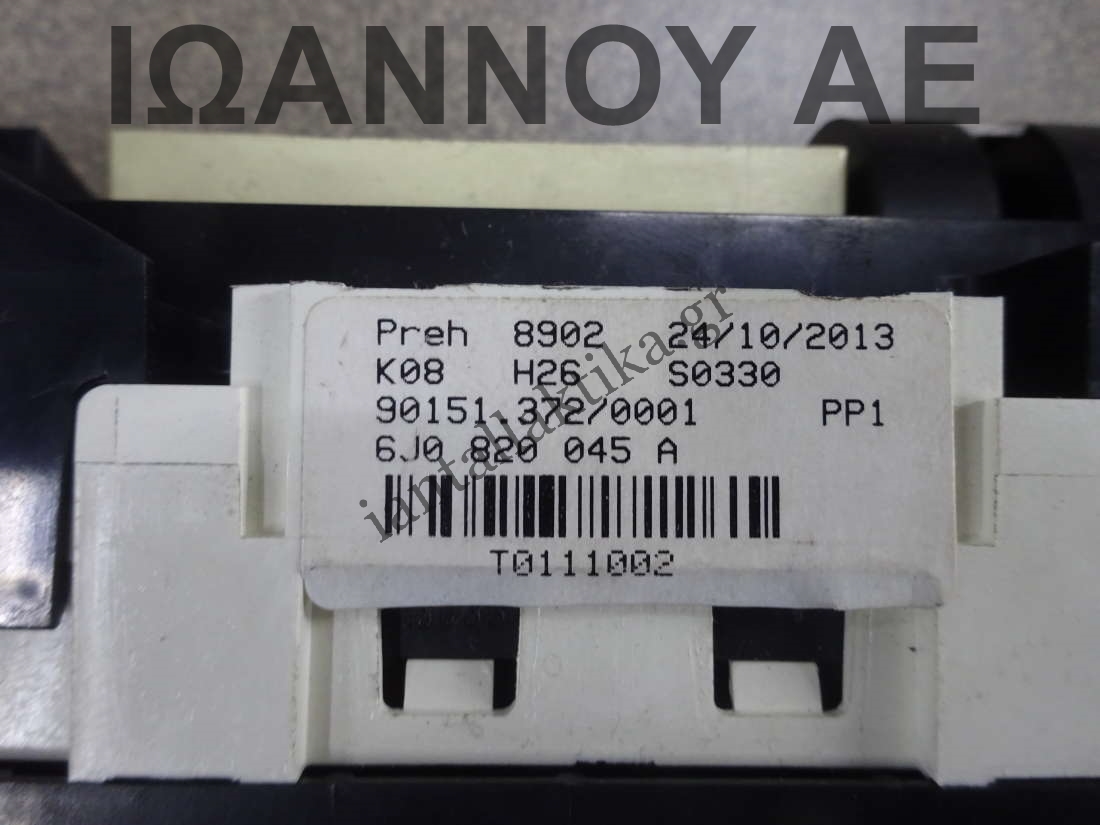 ΙΩΑΝΝΟΥ ΑΕ
Preh 8902 24/10/2013
K08 H26 S0330
90151.372/0001 PP1
6J0 820 045 A
T0111002
iantallaktika.gr